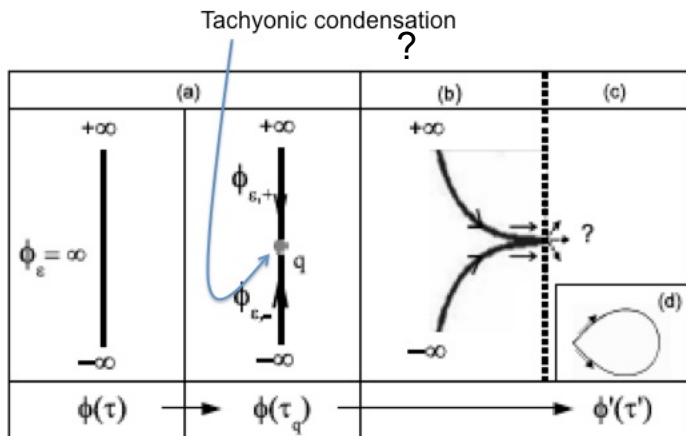 Tachyonic condensation
?
(a) (b) (c)
+∞ +∞ +∞
ϕε,+
ϕε = ∞ q ?
ϕε,- (d)
−∞ −∞ −∞
ϕ(τ) → ϕ(τq) → ϕ'(τ')